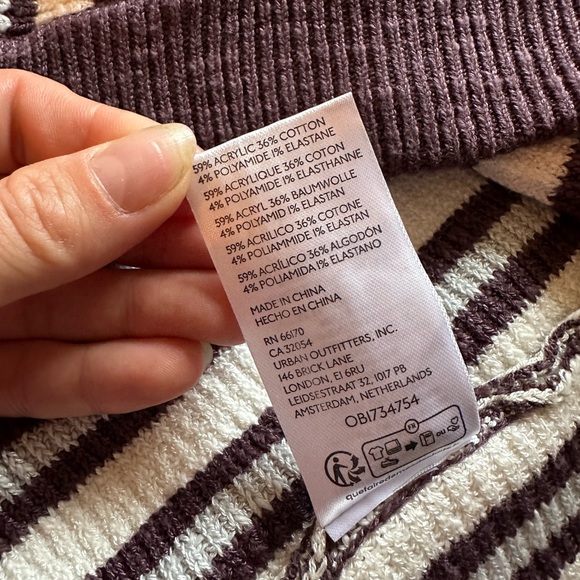 59% ACRYLIC 36% COTTON
4% POLYAMIDE 1% ELASTANE
59% ACRYLIQUE 36% COTON
4% POLYAMIDE 1% ELASTHANNE
59% ACRYL 36% BAUMWOLLE
4% POLYAMID 1% ELASTAN
59% ACRILICO 36% COTONE
4% POLIAMMIDE 1% ELASTAN
59% ACRÍLICO 36% ALGODÓN
4% POLIAMIDA 1% ELASTANO
MADE IN CHINA
HECHO EN CHINA
RN 66170
CA 32054
URBAN OUTFITTERS, INC.
146 BRICK LANE
LONDON, E1 6RU
LEIDSESTRAAT 32, 1017 PB
AMSTERDAM, NETHERLANDS
OB1734754
FR
OU